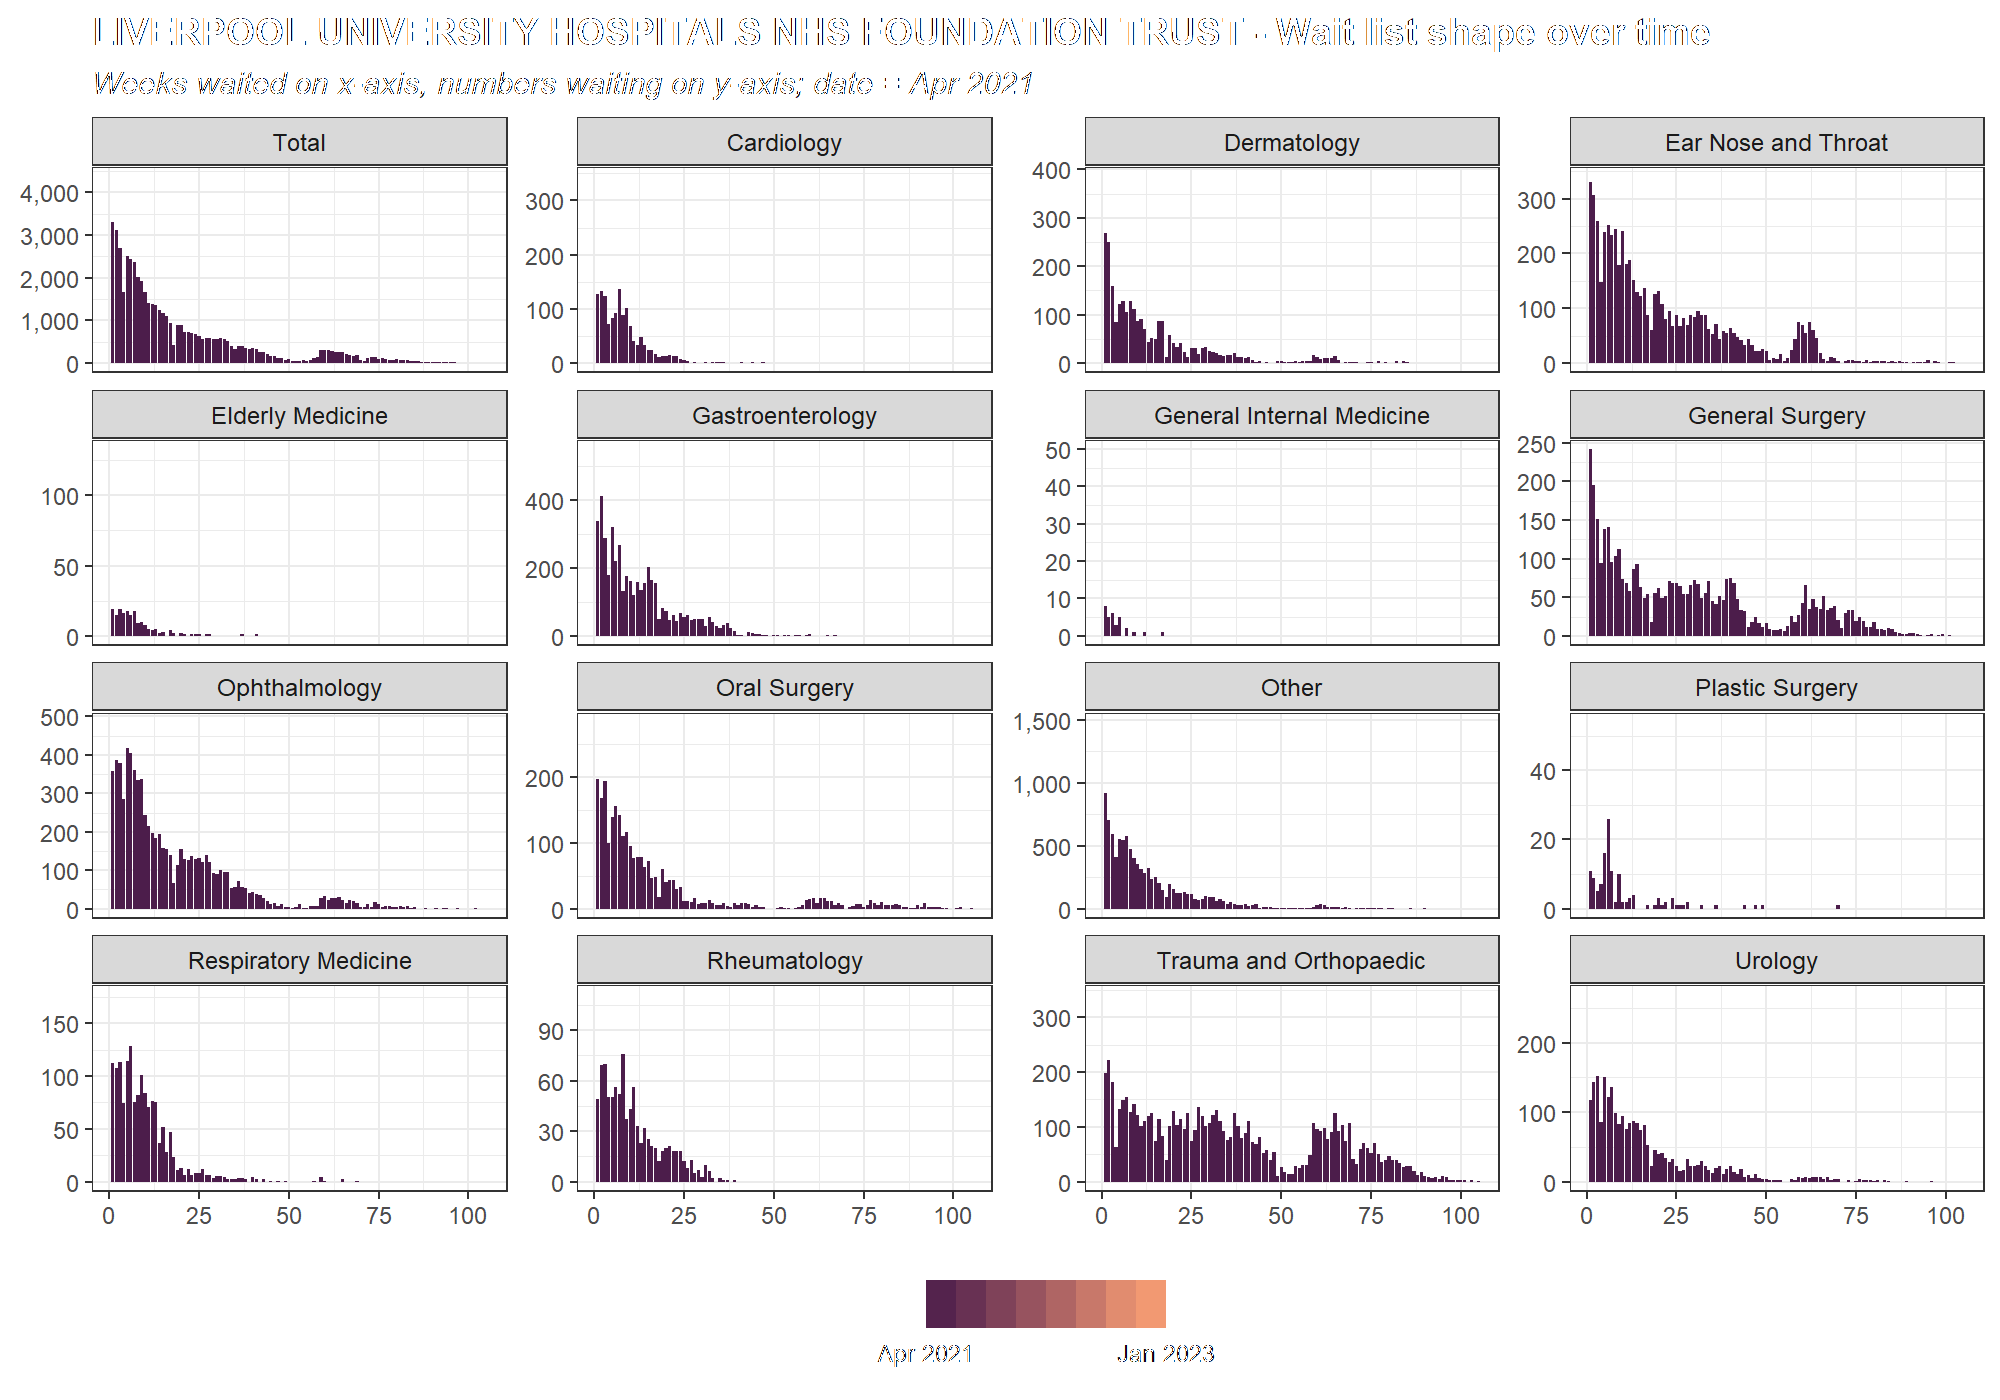 LIVERPOOL UNIVERSITY HOSPITALS NHS FOUNDATION TRUST - Wait list shape over time
Weeks waited on x-axis, numbers waiting on y-axis; date = Apr 2021
Total
4,000
3,000
2,000
1,000
0
Cardiology
300
200
100
0
Dermatology
400
300
200
100
0
Ear Nose and Throat
300
200
100
0
Elderly Medicine
100
50
0
Gastroenterology
400
200
0
General Internal Medicine
50
40
30
20
10
0
General Surgery
250
200
150
100
50
0
Ophthalmology
500
400
300
200
100
0
Oral Surgery
200
100
0
Other
1,500
1,000
500
0
Plastic Surgery
40
20
0
Respiratory Medicine
150
100
50
0
0 25 50 75 100
Rheumatology
90
60
30
0
0 25 50 75 100
Trauma and Orthopaedic
300
200
100
0
0 25 50 75 100
Urology
200
100
0
0 25 50 75 100
Apr 2021 Jan 2023